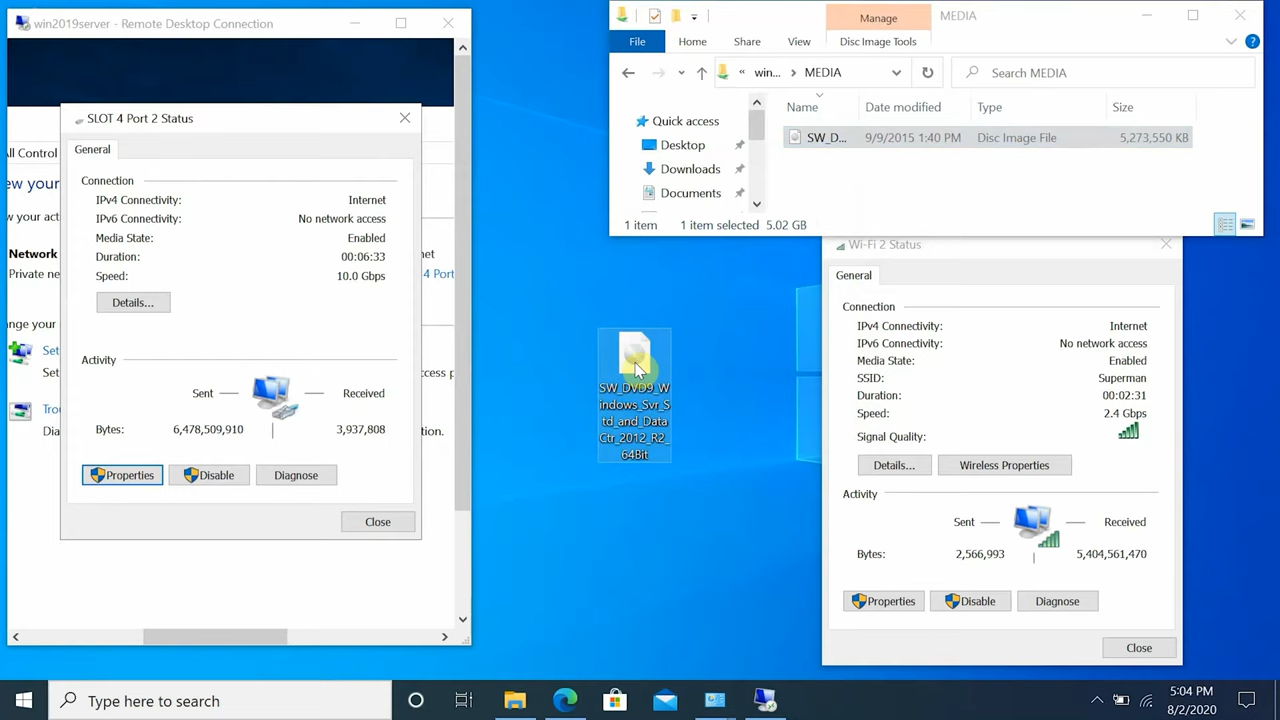 win2019server - Remote Desktop Connection
SLOT 4 Port 2 Status
General
Connection
IPv4 Connectivity: Internet
IPv6 Connectivity: No network access
Media State: Enabled
Duration: 00:06:33
Speed: 10.0 Gbps
Details...
Activity
Sent Received
Bytes: 6,478,509,910 3,937,808
Properties Disable Diagnose
Close
ll Control
ew your
w your act
Network
Private ne
net
4 Port
nge your
Set
Set
ccess p
Tro
Dia
tion.
Manage MEDIA
File Home Share View Disc Image Tools
« win... > MEDIA
Search MEDIA
Name Date modified Type Size
Quick access
Desktop
Downloads
Documents
SW_D... 9/9/2015 1:40 PM Disc Image File 5,273,550 KB
1 item 1 item selected 5.02 GB
SW_DVD9_W
indows_Svr_S
td_and_Data
Ctr_2012_R2_
64Bit
Wi-Fi 2 Status
General
Connection
IPv4 Connectivity: Internet
IPv6 Connectivity: No network access
Media State: Enabled
SSID: Superman
Duration: 00:02:31
Speed: 2.4 Gbps
Signal Quality:
Details... Wireless Properties
Activity
Sent Received
Bytes: 2,566,993 5,404,561,470
Properties Disable Diagnose
Close
Type here to search
5:04 PM
8/2/2020